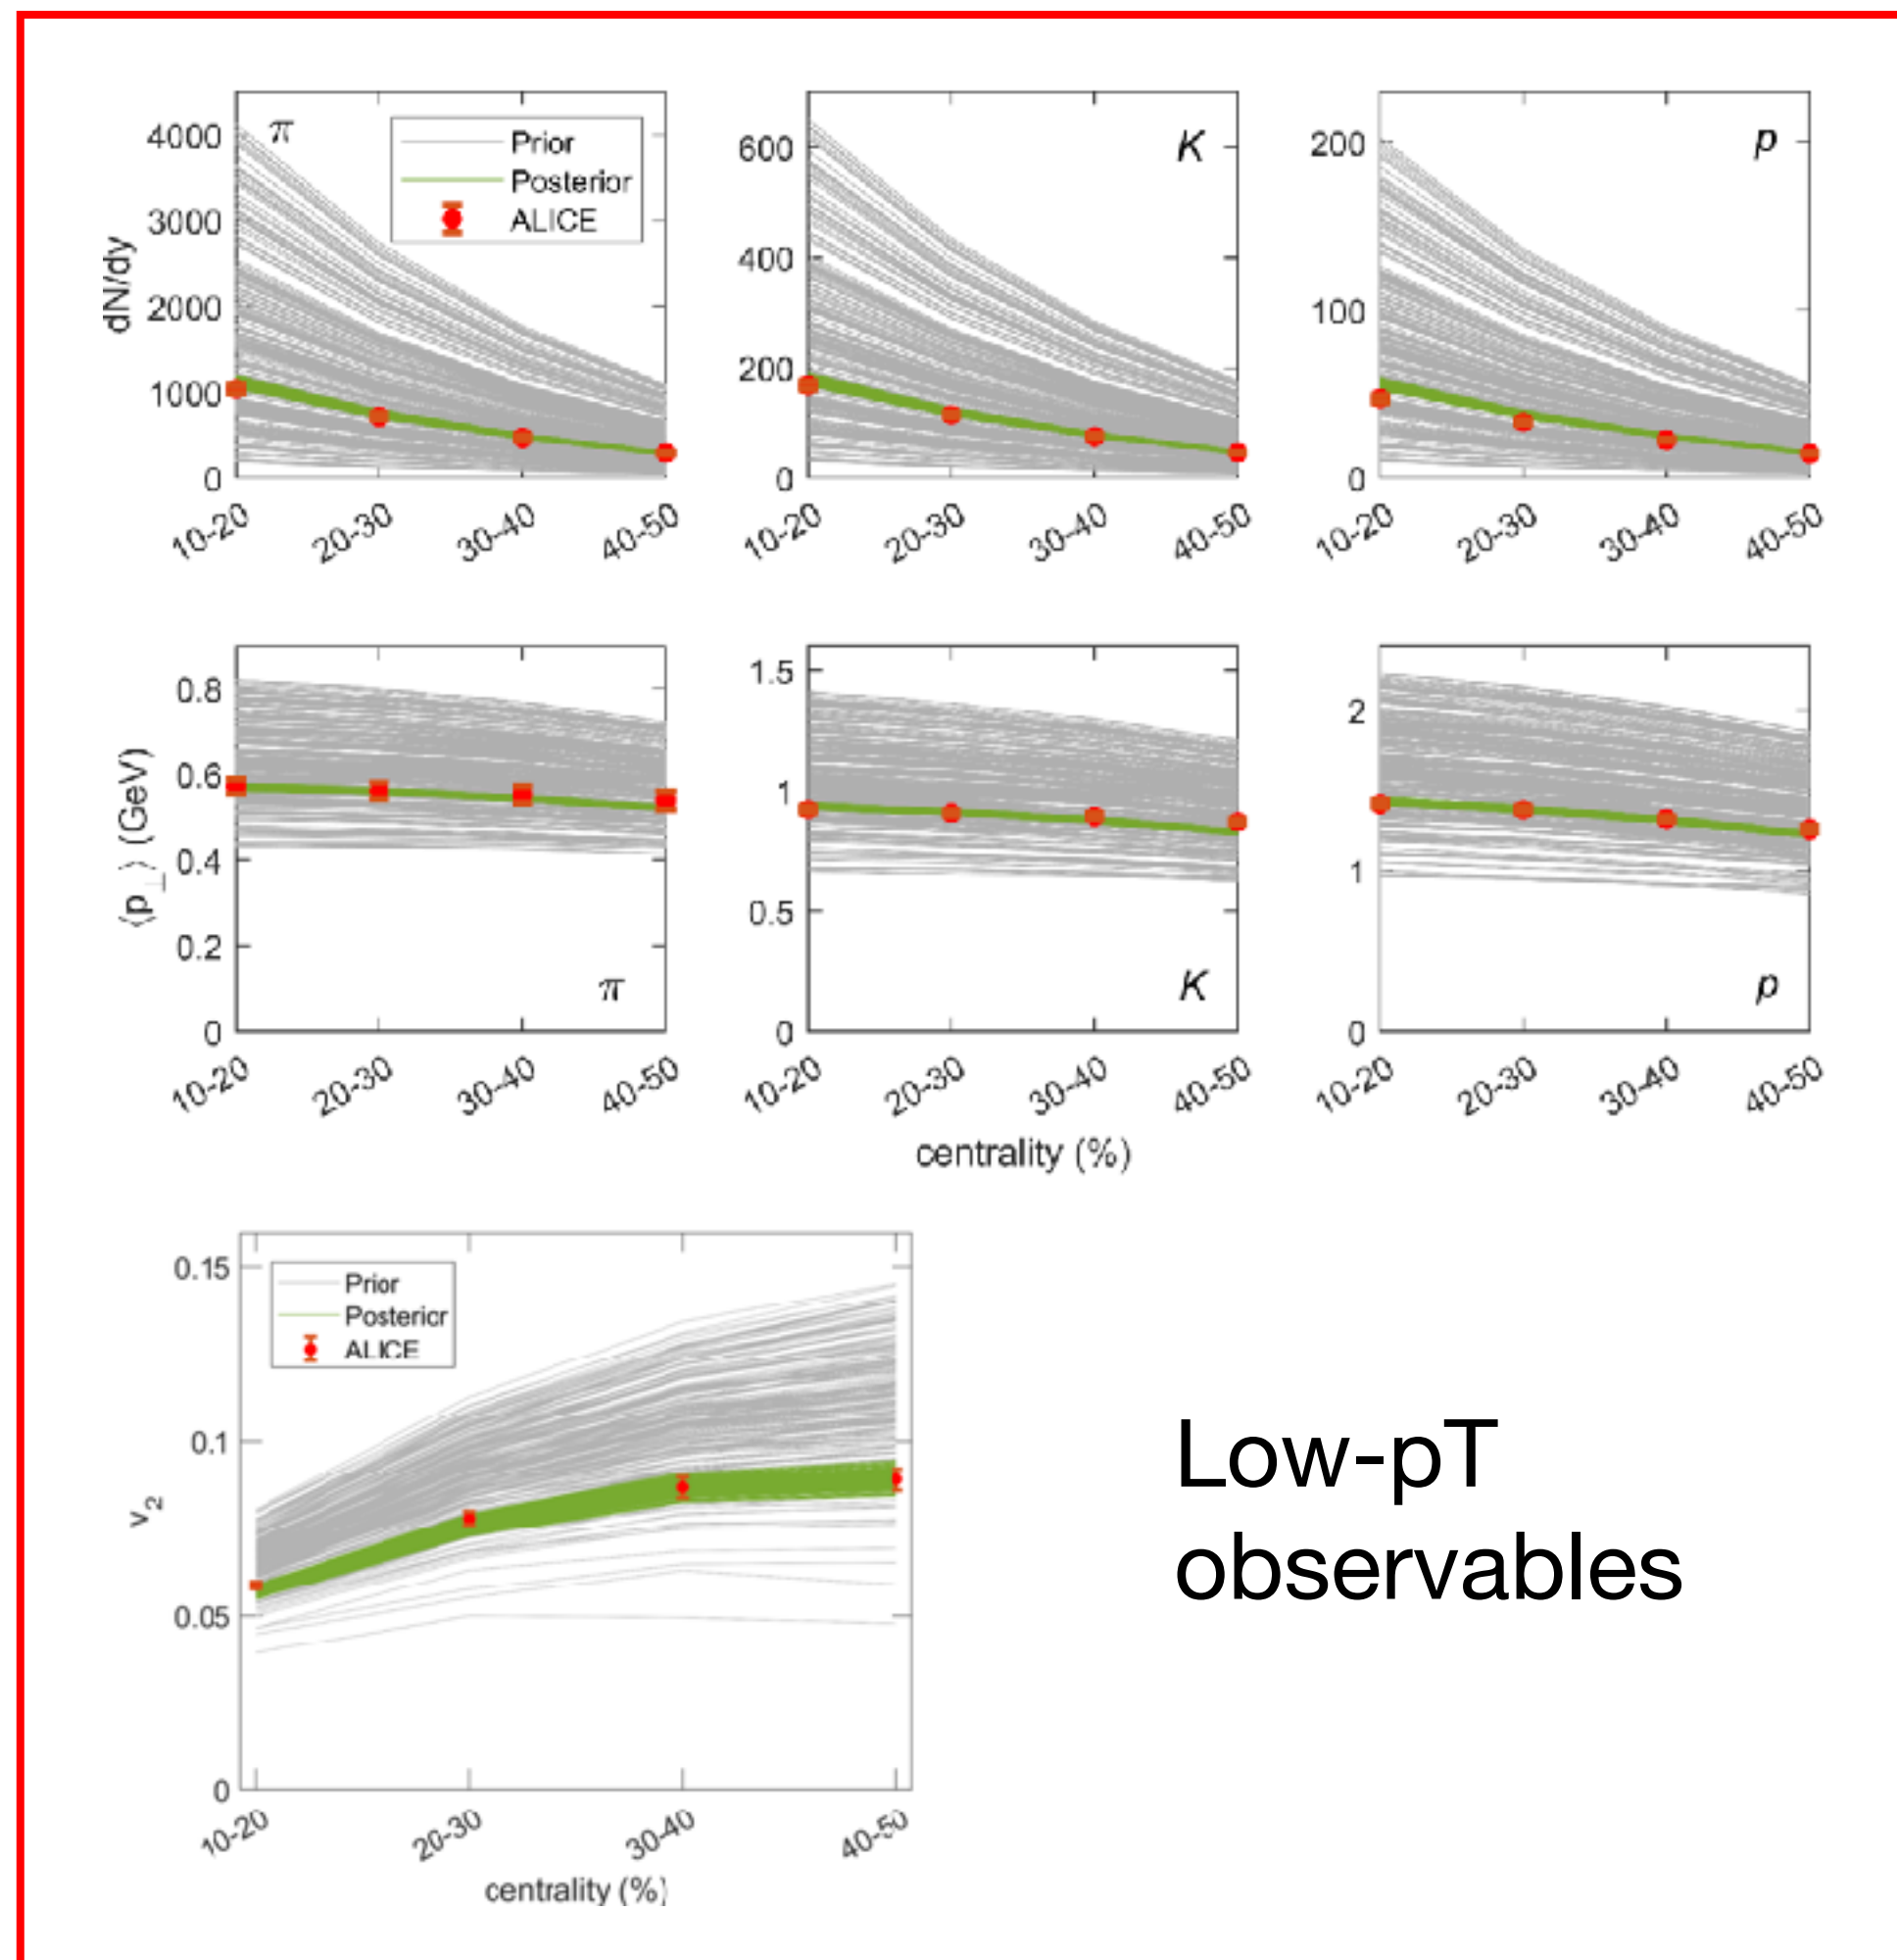 π
Prior
Posterior
ALICE
4000
3000
2000
1000
0
dN/dy
10-20 20-30 30-40 40-50
K
600
400
200
0
10-20 20-30 30-40 40-50
p
200
100
0
10-20 20-30 30-40 40-50
0.8
0.6
0.4
0.2
0
⟨p⊥⟩ (GeV)
π
10-20 20-30 30-40 40-50
1.5
1
0.5
0
K
10-20 20-30 30-40 40-50
2
1
0
p
10-20 20-30 30-40 40-50
centrality (%)
Prior
Posterior
ALICE
0.15
0.1
0.05
0
v₂
10-20 20-30 30-40 40-50
centrality (%)
Low-pT
observables